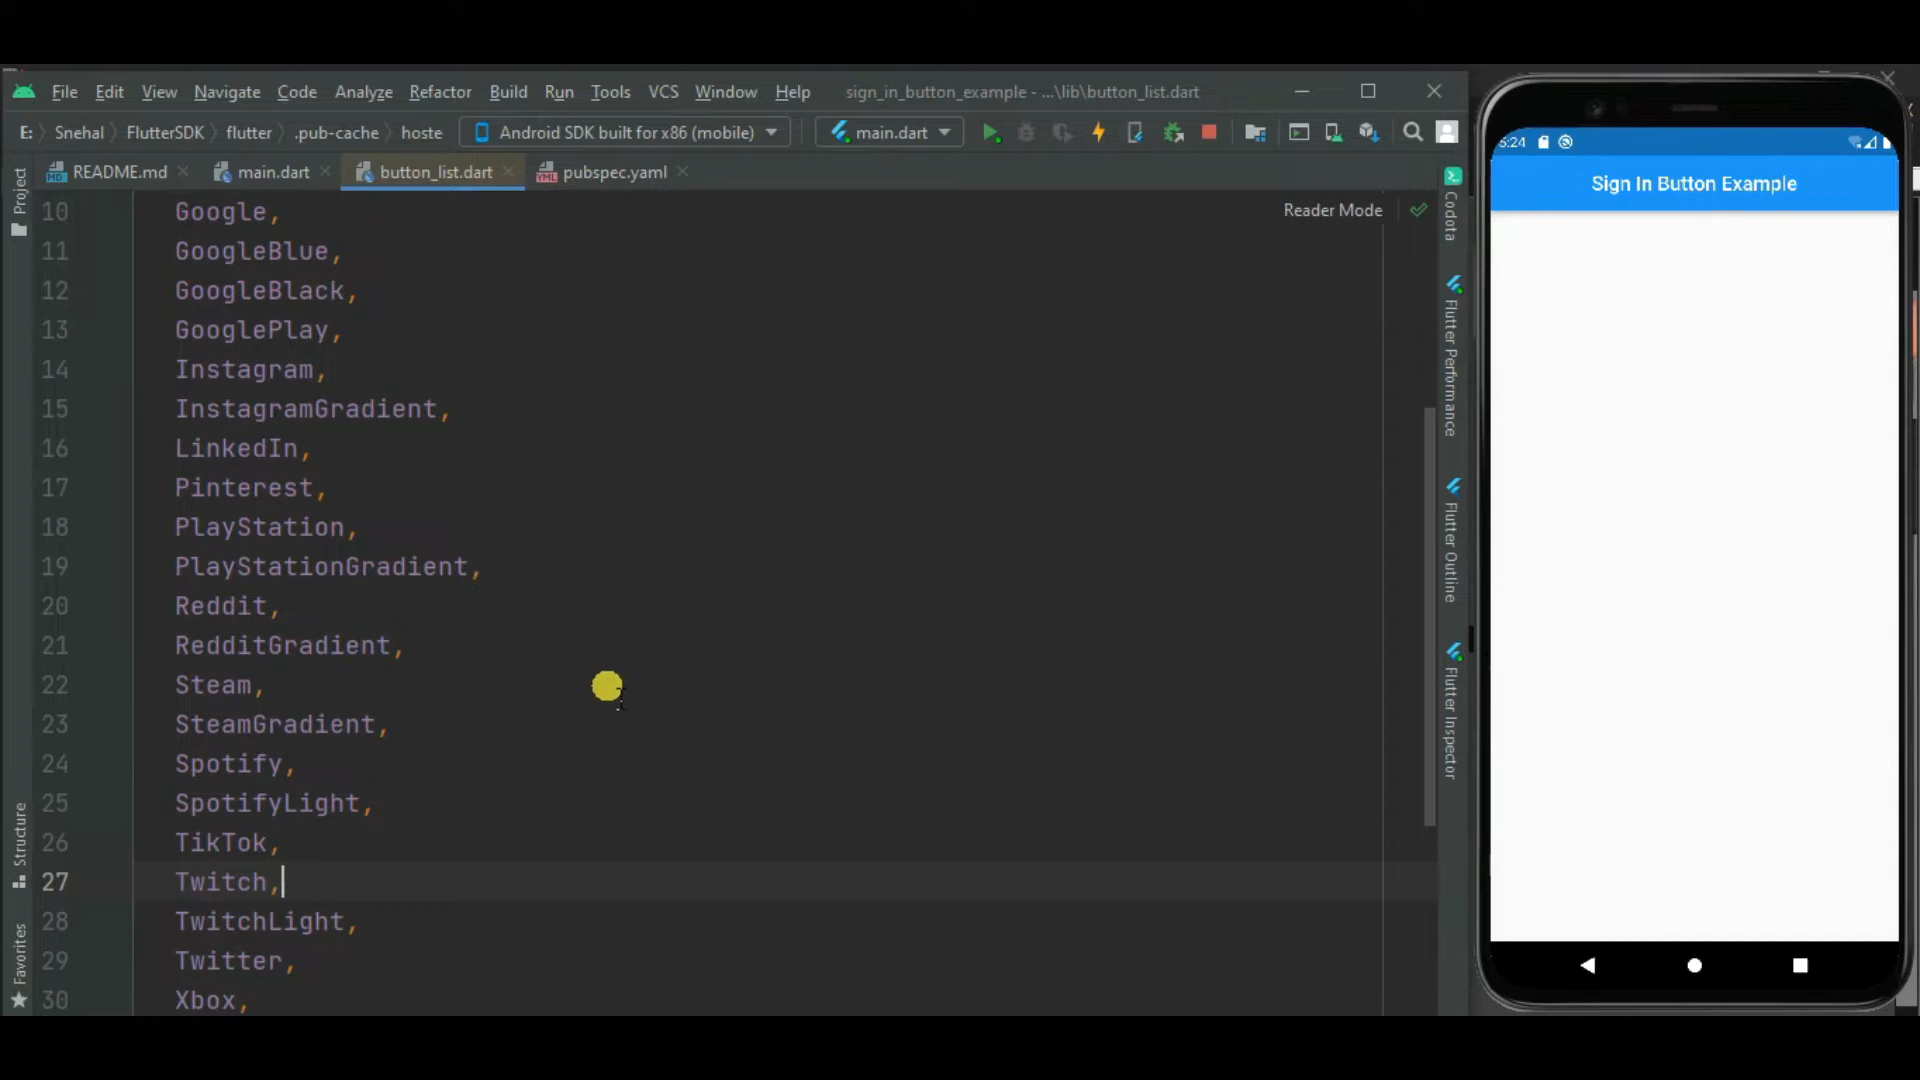 File Edit View Navigate Code Analyze Refactor Build Run Tools VCS Window Help sign_in_button_example - ...\lib\button_list.dart
E: Snehal FlutterSDK flutter .pub-cache hoste Android SDK built for x86 (mobile) main.dart
README.md main.dart button_list.dart pubspec.yaml
Reader Mode
10 Google,
11 GoogleBlue,
12 GoogleBlack,
13 GooglePlay,
14 Instagram,
15 InstagramGradient,
16 LinkedIn,
17 Pinterest,
18 PlayStation,
19 PlayStationGradient,
20 Reddit,
21 RedditGradient,
22 Steam,
23 SteamGradient,
24 Spotify,
25 SpotifyLight,
26 TikTok,
27 Twitch,
28 TwitchLight,
29 Twitter,
30 Xbox,
Project
Structure
Favorites
Codota
Flutter Performance
Flutter Outline
Flutter Inspector
5:24
Sign In Button Example